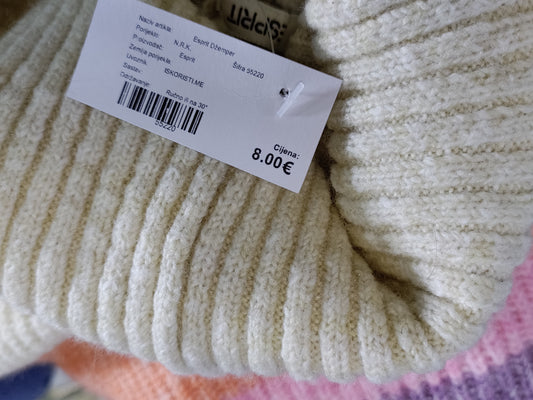 ESPRIT
Naziv artikla: Esprit Džemper
Porijeklo: N.R.K. Šifra 55220
Proizvođač: Esprit
Zemlja porijekla:
Uvoznik: ISKORISTI.ME
Sastav:
Održavanje: Ručno ili na 30°
55220
Cijena:
8.00€